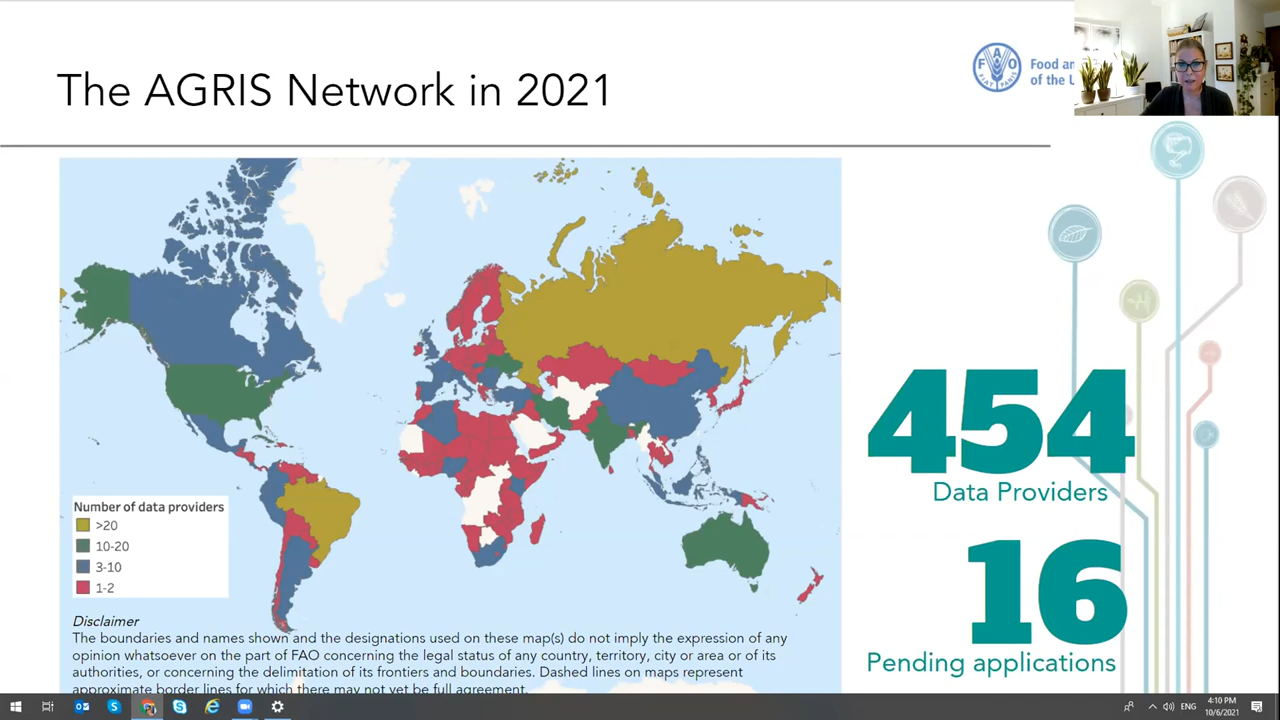 The AGRIS Network in 2021
FAO
FIAT PANIS
Food an
of the U
Number of data providers
>20
10-20
3-10
1-2
454
Data Providers
16
Pending applications
Disclaimer
The boundaries and names shown and the designations used on these map(s) do not imply the expression of any
opinion whatsoever on the part of FAO concerning the legal status of any country, territory, city or area or of its
authorities, or concerning the delimitation of its frontiers and boundaries. Dashed lines on maps represent
approximate border lines for which there may not yet be full agreement.
ENG
4:10 PM
10/6/2021